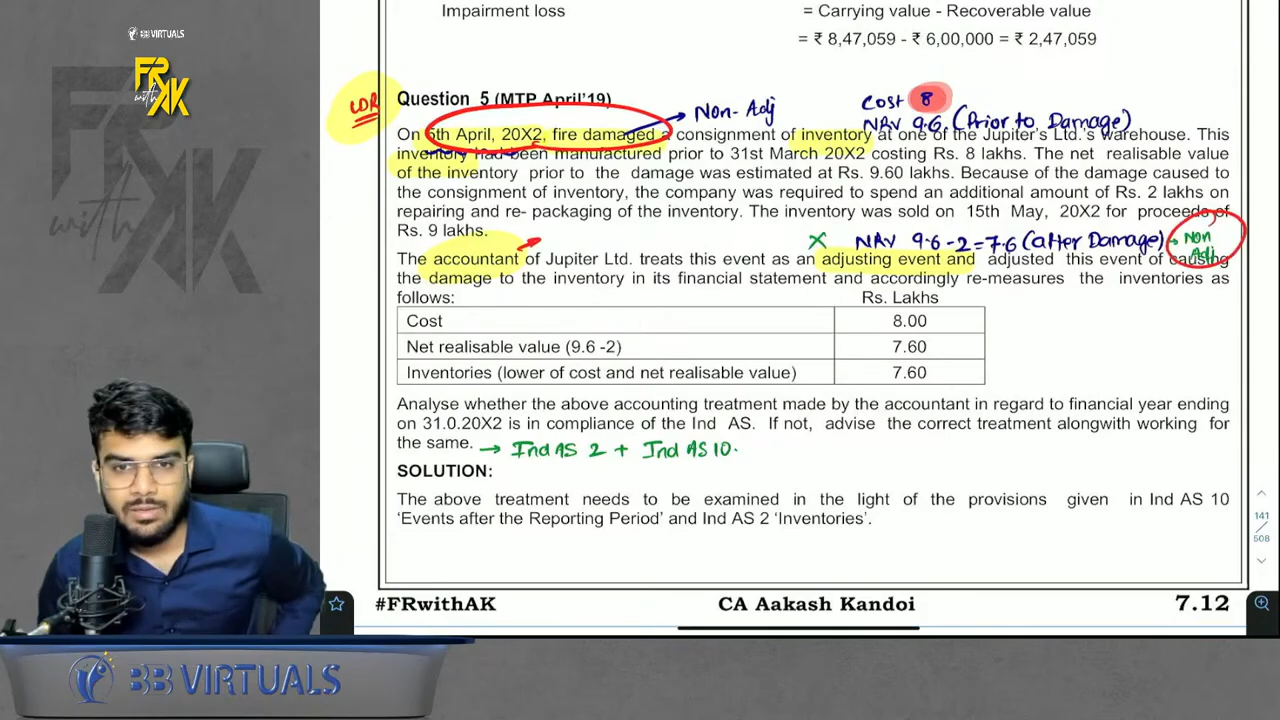 BB VIRTUALS
FR
with
AK
FR
with
AK
Impairment loss = Carrying value - Recoverable value
= ₹ 8,47,059 - ₹ 6,00,000 = ₹ 2,47,059
LDR
Question 5 (MTP April'19)
Non-Adj
Cost 8
NRV 9.6 (Prior to Damage)
On 5th April, 20X2, fire damaged a consignment of inventory at one of the Jupiter's Ltd.'s warehouse. This
inventory had been manufactured prior to 31st March 20X2 costing Rs. 8 lakhs. The net realisable value
of the inventory prior to the damage was estimated at Rs. 9.60 lakhs. Because of the damage caused to
the consignment of inventory, the company was required to spend an additional amount of Rs. 2 lakhs on
repairing and re- packaging of the inventory. The inventory was sold on 15th May, 20X2 for proceeds of
Rs. 9 lakhs.
X NRV 9.6-2=7.6 (after Damage) → Non Adj
The accountant of Jupiter Ltd. treats this event as an adjusting event and adjusted this event of causing
the damage to the inventory in its financial statement and accordingly re-measures the inventories as
follows: Rs. Lakhs
Cost 8.00
Net realisable value (9.6 -2) 7.60
Inventories (lower of cost and net realisable value) 7.60
Analyse whether the above accounting treatment made by the accountant in regard to financial year ending
on 31.0.20X2 is in compliance of the Ind AS. If not, advise the correct treatment alongwith working for
the same. → Ind AS 2 + Ind AS 10.
SOLUTION:
The above treatment needs to be examined in the light of the provisions given in Ind AS 10
‘Events after the Reporting Period’ and Ind AS 2 ‘Inventories’.
141
/
508
#FRwithAK CA Aakash Kandoi 7.12
BB VIRTUALS